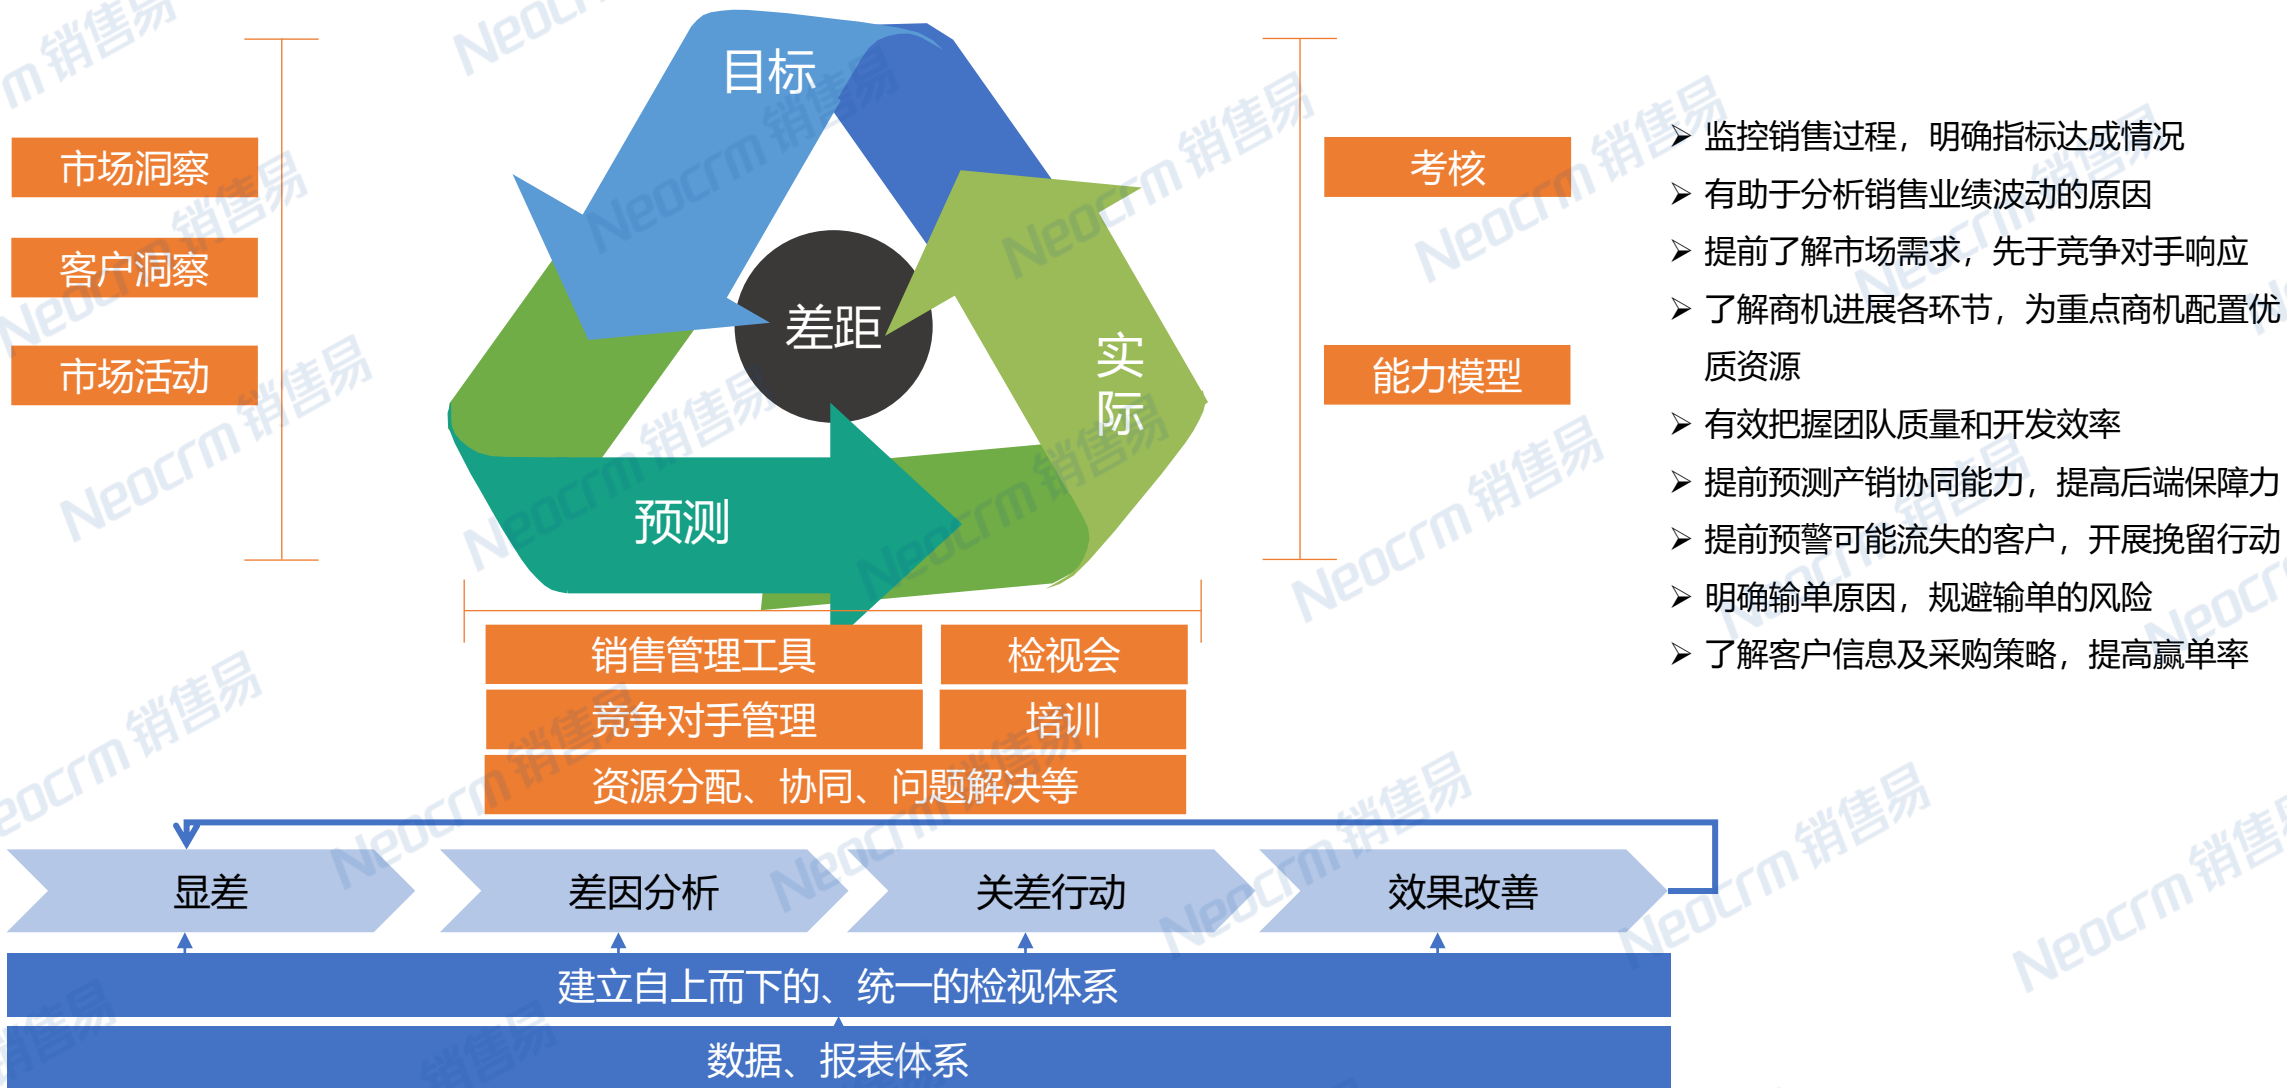 目标
市场洞察
客户洞察
市场活动
差距
实际
预测
考核
能力模型
销售管理工具
检视会
竞争对手管理
培训
资源分配、协同、问题解决等
监控销售过程，明确指标达成情况
有助于分析销售业绩波动的原因
提前了解市场需求，先于竞争对手响应
了解商机进展各环节，为重点商机配置优
质资源
有效把握团队质量和开发效率
提前预测产销协同能力，提高后端保障力
提前预警可能流失的客户，开展挽留行动
明确输单原因，规避输单的风险
了解客户信息及采购策略，提高赢单率
显差
差因分析
关差行动
效果改善
建立自上而下的、统一的检视体系
数据、报表体系
Neocrm 销售易